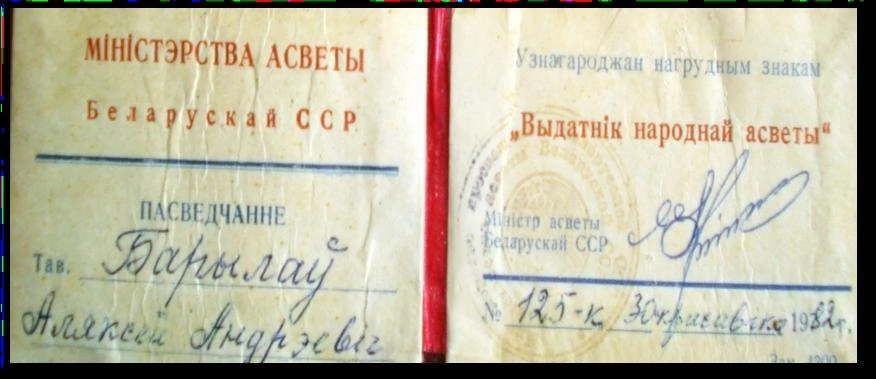 МІНІСТЭРСТВА АСВЕТЫ
Беларускай ССР
ПАСВЕДЧАННЕ
Тав. Барылаў
Аляксей Андрэевіч
Узнагароджан нагрудным знакам
„Выдатнік народнай асветы“
Міністр асветы
Беларускай ССР
№ 125-к 30 красавіка 1982 г.